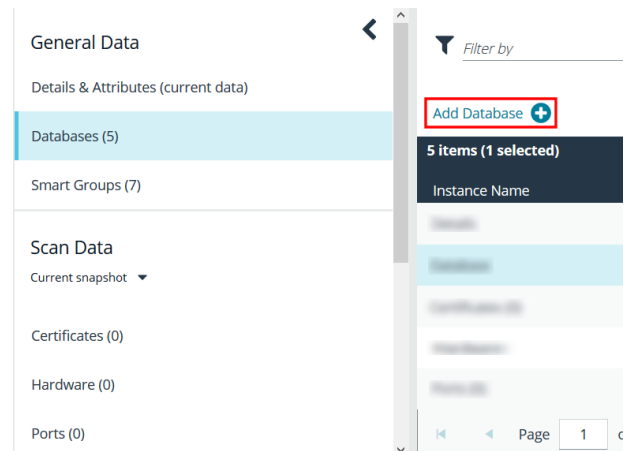 General Data
Details & Attributes (current data)
Databases (5)
Smart Groups (7)
Scan Data
Current snapshot
Certificates (0)
Hardware (0)
Ports (0)
Filter by
Add Database
5 items (1 selected)
Instance Name
Page 1